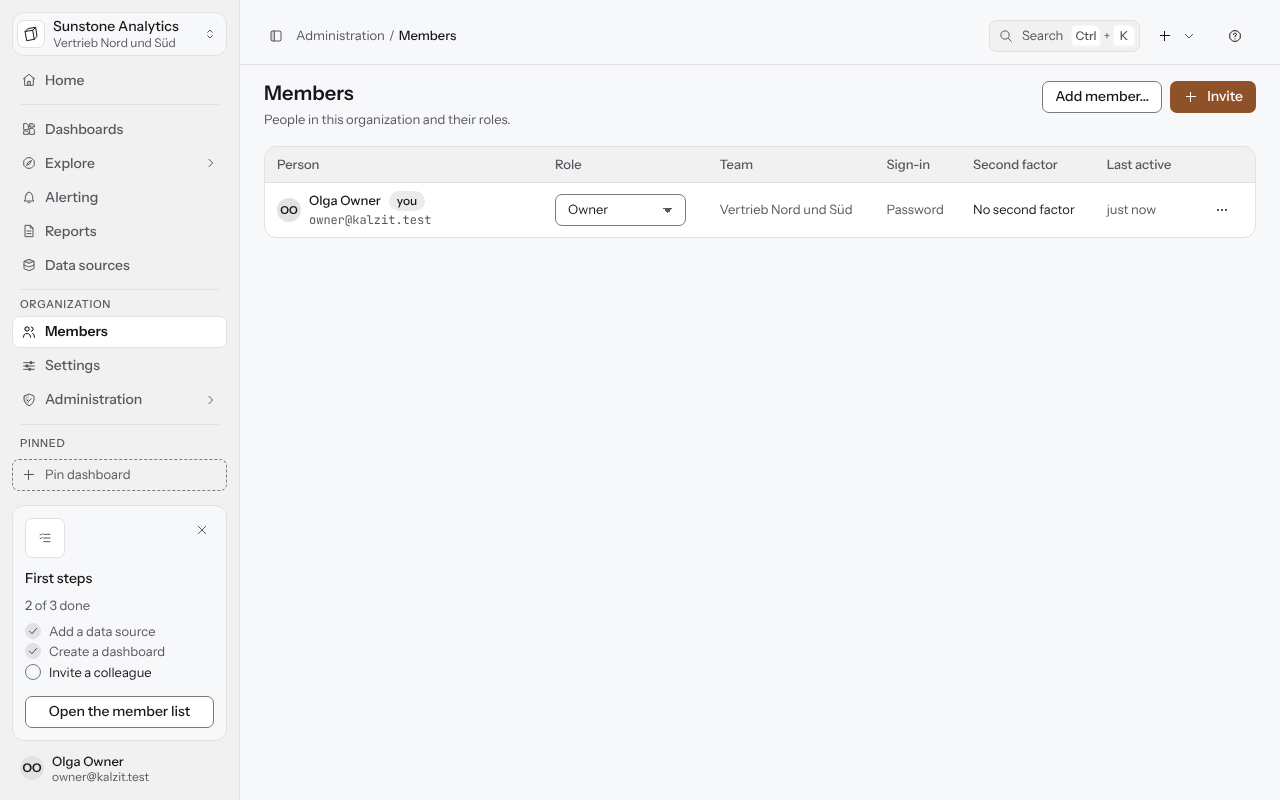 Sunstone Analytics
Vertrieb Nord und Süd
Home
Dashboards
Explore
Alerting
Reports
Data sources
ORGANIZATION
Members
Settings
Administration
PINNED
Pin dashboard
First steps
2 of 3 done
Add a data source
Create a dashboard
Invite a colleague
Open the member list
OO Olga Owner
owner@kalzit.test
Administration / Members
Search Ctrl + K
Members
People in this organization and their roles.
Add member...
Invite
Person Role Team Sign-in Second factor Last active
OO Olga Owner you
owner@kalzit.test
Owner Vertrieb Nord und Süd Password No second factor just now